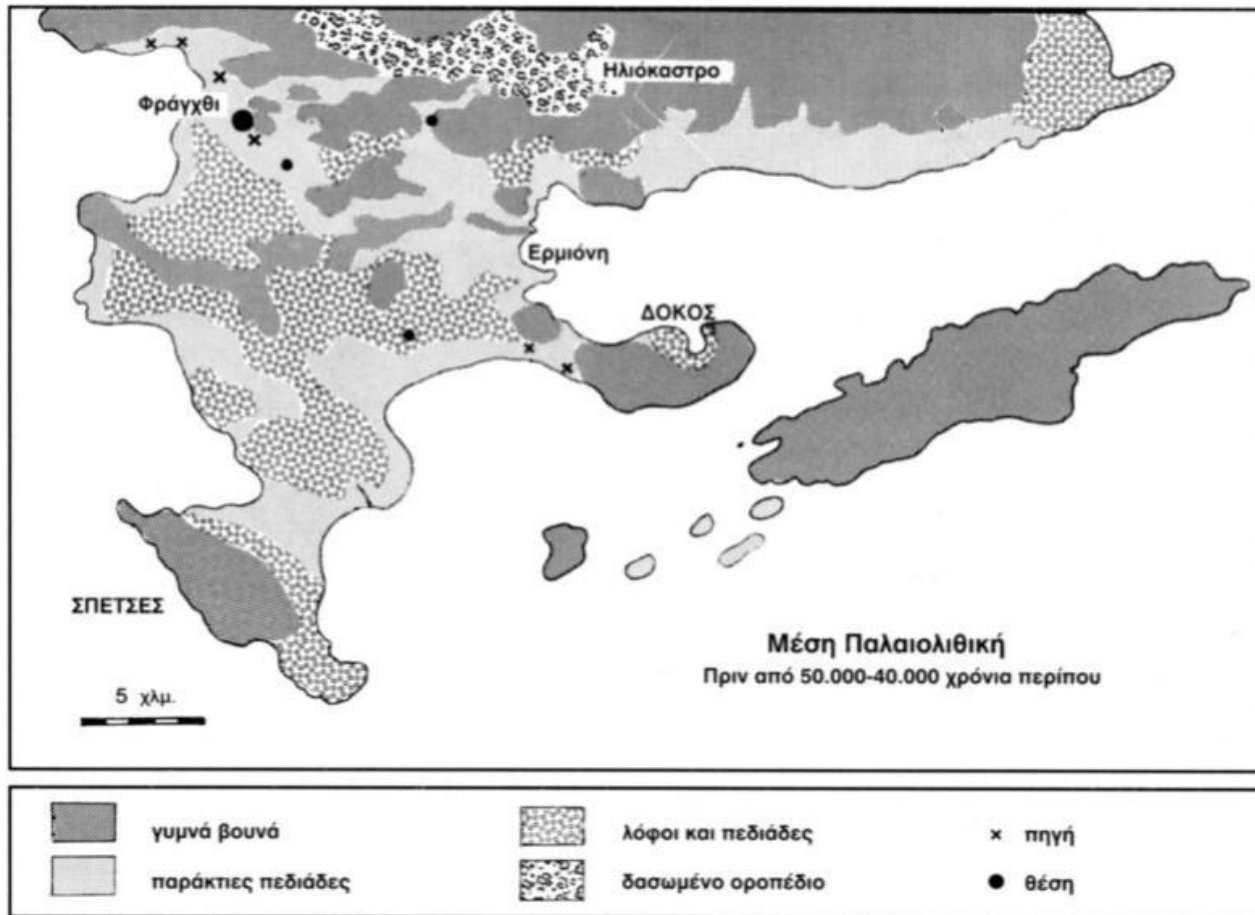 Ηλιόκαστρο
Φράγχθι
Ερμιόνη
ΔΟΚΟΣ
ΣΠΕΤΣΕΣ
Μέση Παλαιολιθική
Πριν από 50.000-40.000 χρόνια περίπου
5 χλμ.
γυμνά βουνά
λόφοι και πεδιάδες
πηγή
παράκτιες πεδιάδες
δασωμένο οροπέδιο
θέση